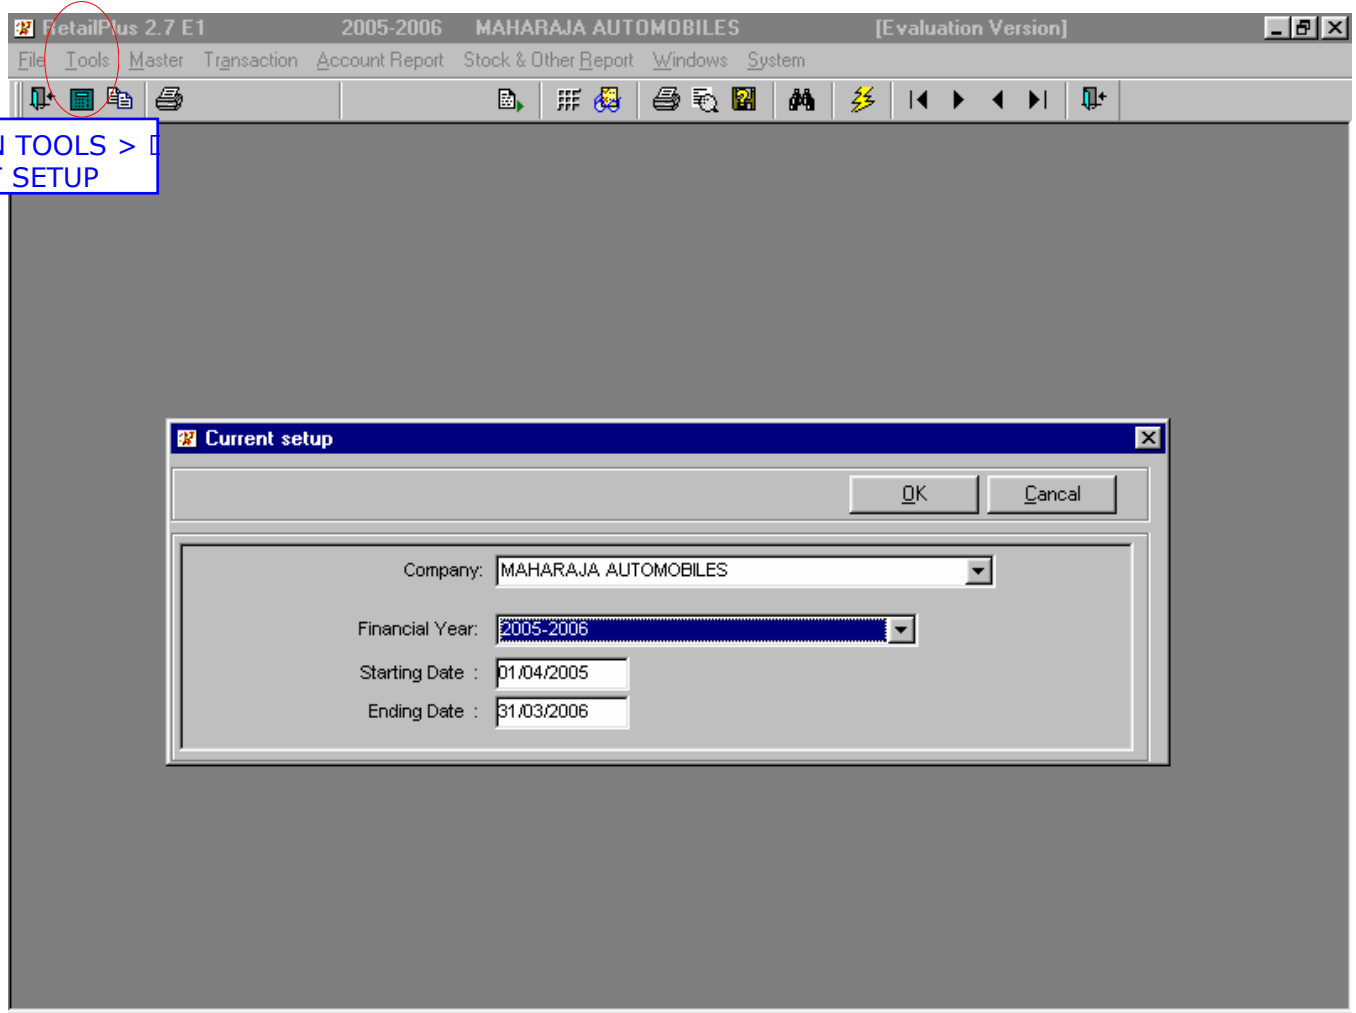 RetailPlus 2.7 E1 2005-2006 MAHARAJA AUTOMOBILES [Evaluation Version]
File Tools Master Transaction Account Report Stock & Other Report Windows System
TOOLS >
SETUP
Current setup
OK Cancal
Company: MAHARAJA AUTOMOBILES
Financial Year: 2005-2006
Starting Date : 01/04/2005
Ending Date : 31/03/2006